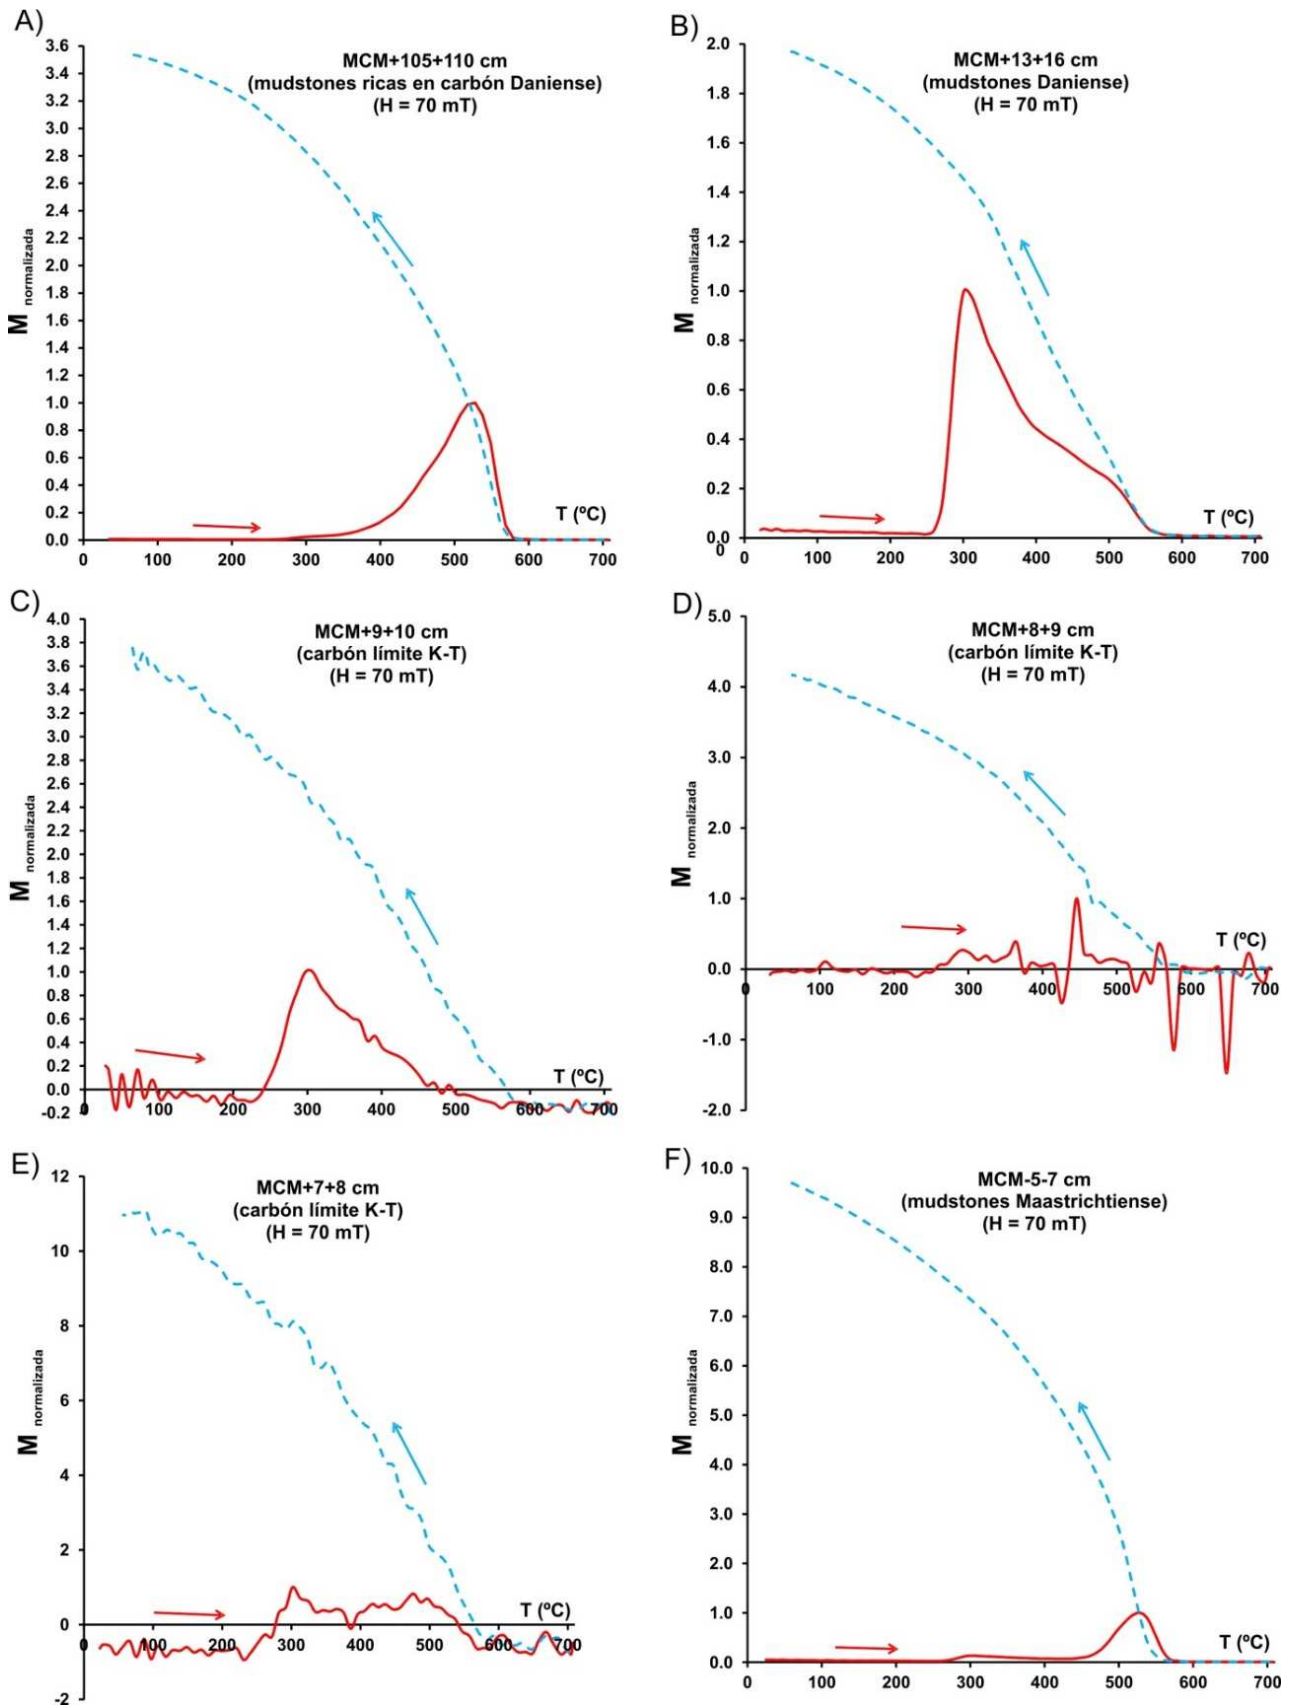 A)
MCM+105+110 cm
(mudstones ricas en carbón Daniense)
(H = 70 mT)
3.6
3.4
3.2
3.0
2.8
2.6
2.4
2.2
2.0
1.8
1.6
1.4
1.2
1.0
0.8
0.6
0.4
0.2
0.0
M normalizada
T (ºC)
0 100 200 300 400 500 600 700
B)
MCM+13+16 cm
(mudstones Daniense)
(H = 70 mT)
2.0
1.8
1.6
1.4
1.2
1.0
0.8
0.6
0.4
0.2
0.0
M normalizada
T (ºC)
0 100 200 300 400 500 600 700
C)
MCM+9+10 cm
(carbón límite K-T)
(H = 70 mT)
4.0
3.8
3.6
3.4
3.2
3.0
2.8
2.6
2.4
2.2
2.0
1.8
1.6
1.4
1.2
1.0
0.8
0.6
0.4
0.2
0.0
-0.2
M normalizada
T (ºC)
0 100 200 300 400 500 600 700
D)
MCM+8+9 cm
(carbón límite K-T)
(H = 70 mT)
5.0
4.0
3.0
2.0
1.0
0.0
-1.0
-2.0
M normalizada
T (ºC)
0 100 200 300 400 500 600 700
E)
MCM+7+8 cm
(carbón límite K-T)
(H = 70 mT)
12
10
8
6
4
2
0
-2
M normalizada
T (ºC)
0 100 200 300 400 500 600 700
F)
MCM-5-7 cm
(mudstones Maastrichtiense)
(H = 70 mT)
10.0
9.0
8.0
7.0
6.0
5.0
4.0
3.0
2.0
1.0
0.0
M normalizada
T (ºC)
0 100 200 300 400 500 600 700